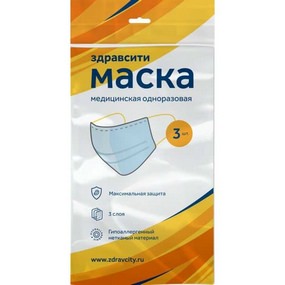 здравсити
маска
медицинская одноразовая
3 шт.
Максимальная защита
3 слоя
Гипоаллергенный
нетканый материал
www.zdravcity.ru